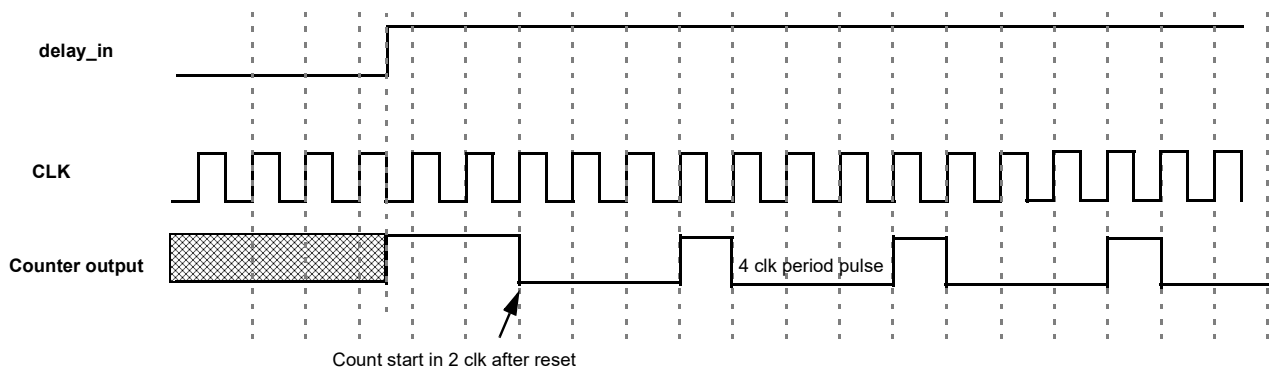 delay_in
CLK
Counter output
4 clk period pulse
Count start in 2 clk after reset